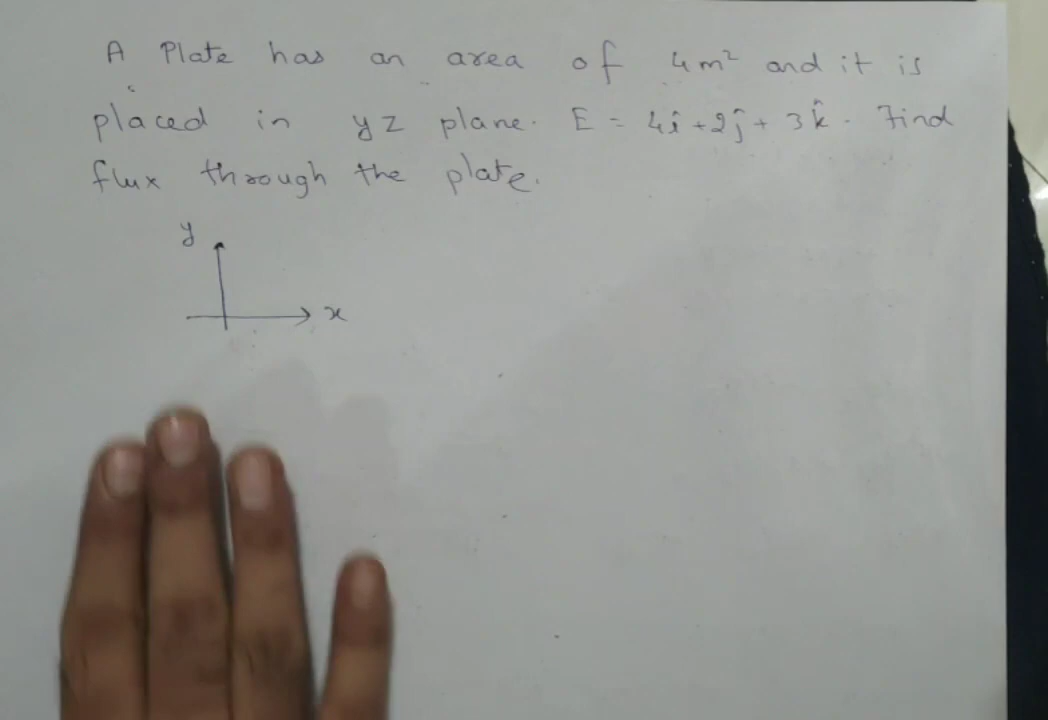 A Plate has an area of 4m² and it is
placed in yz plane. E = 4î + 2ĵ + 3k̂. Find
flux through the plate.
y
x